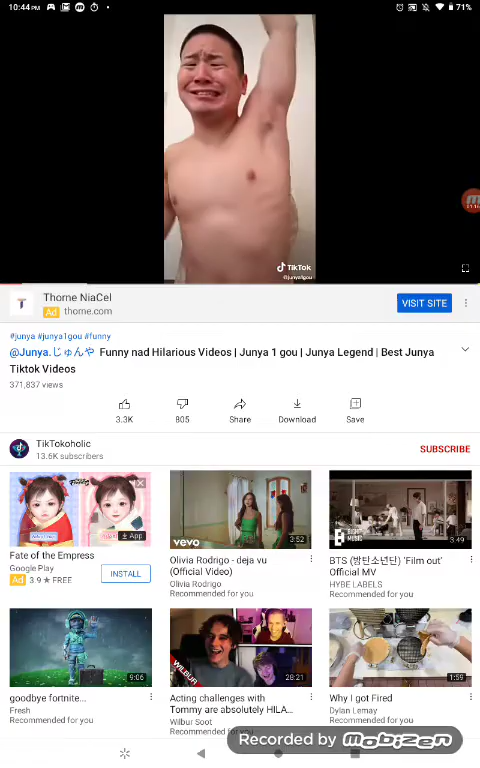 10:44 PM
71%
TikTok
@junya1gou
Thorne NiaCel
Ad thorne.com
VISIT SITE
#junya #junya1gou #funny
@Junya.じゅんや Funny nad Hilarious Videos | Junya 1 gou | Junya Legend | Best Junya
Tiktok Videos
371,837 views
3.3K
805
Share
Download
Save
TikTokoholic
13.6K subscribers
SUBSCRIBE
App
Fate of the Empress
Google Play
Ad 3.9 ★ FREE
INSTALL
vevo
3:52
Olivia Rodrigo - deja vu
(Official Video)
Olivia Rodrigo
Recommended for you
3:49
BTS (방탄소년단) 'Film out'
Official MV
HYBE LABELS
Recommended for you
9:06
goodbye fortnite...
Fresh
Recommended for you
WILBUR
28:21
Acting challenges with
Tommy are absolutely HILA...
Wilbur Soot
Recommended for you
1:59
Why I got Fired
Dylan Lemay
Recommended for you
Recorded by mobizen